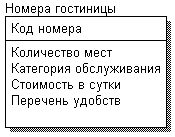 Номера гостиницы
Код номера
Количество мест
Категория обслуживания
Стоимость в сутки
Перечень удобств